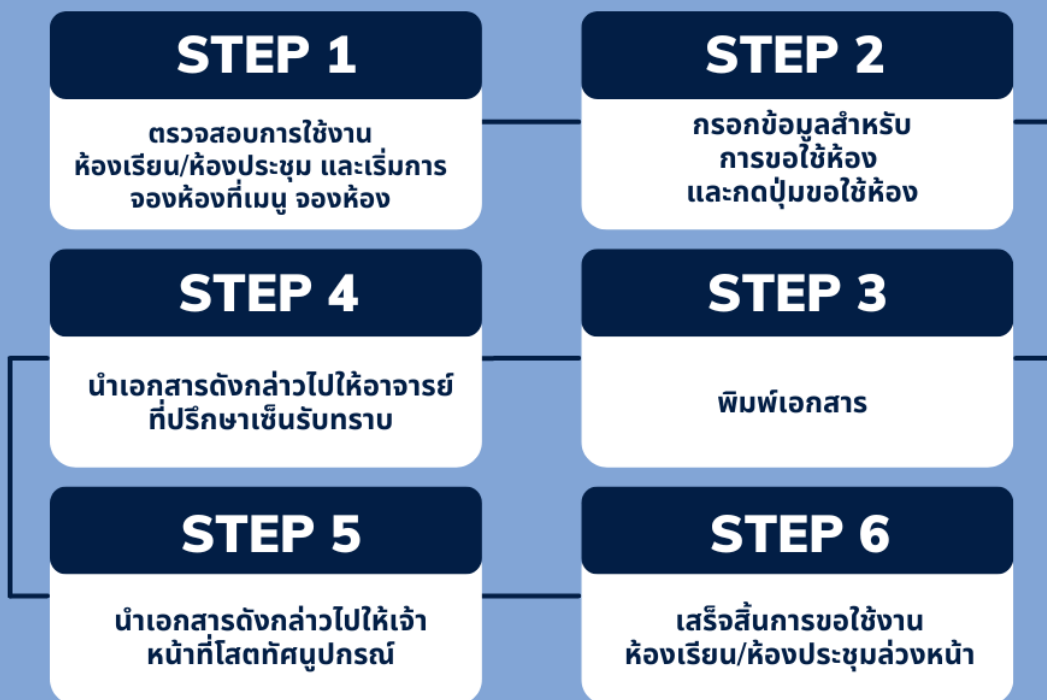 STEP 1
ตรวจสอบการใช้งาน
ห้องเรียน/ห้องประชุม และเริ่มการ
จองห้องที่เมนู จองห้อง
STEP 2
กรอกข้อมูลสำหรับ
การขอใช้ห้อง
และกดปุ่มขอใช้ห้อง
STEP 3
พิมพ์เอกสาร
STEP 4
นำเอกสารดังกล่าวไปให้อาจารย์
ที่ปรึกษาเซ็นรับทราบ
STEP 5
นำเอกสารดังกล่าวไปให้เจ้า
หน้าที่โสตทัศนูปกรณ์
STEP 6
เสร็จสิ้นการขอใช้งาน
ห้องเรียน/ห้องประชุมล่วงหน้า